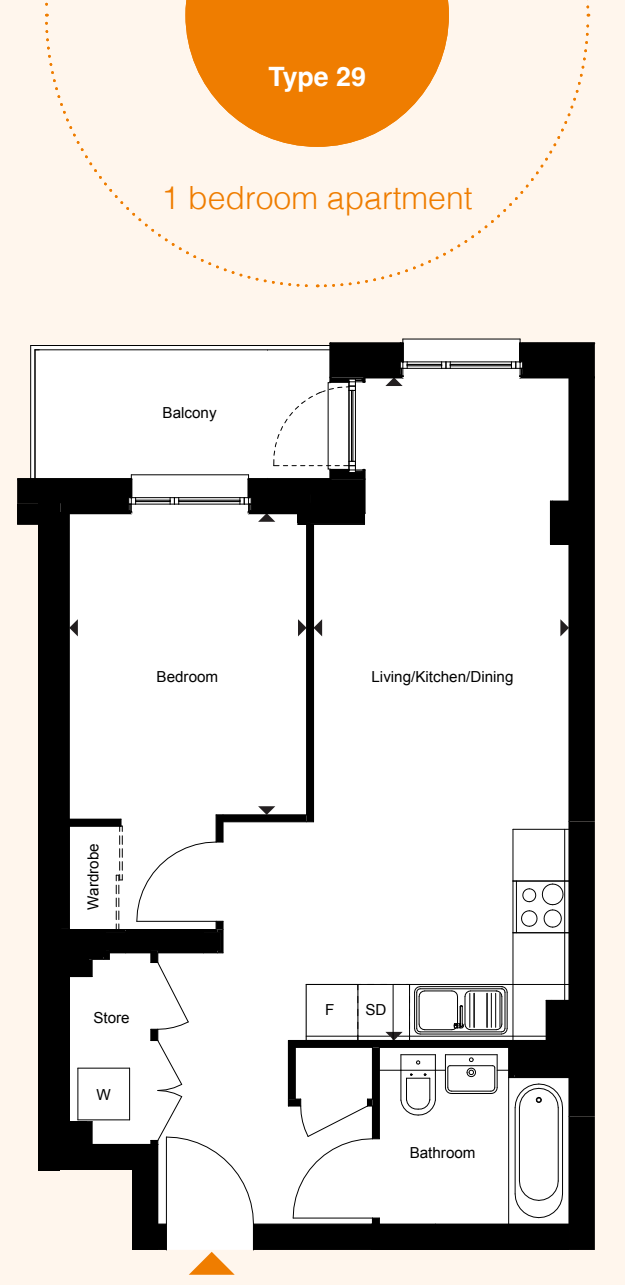 Type 29
1 bedroom apartment
Balcony
Bedroom
Living/Kitchen/Dining
Wardrobe
Store
F
SD
W
Bathroom